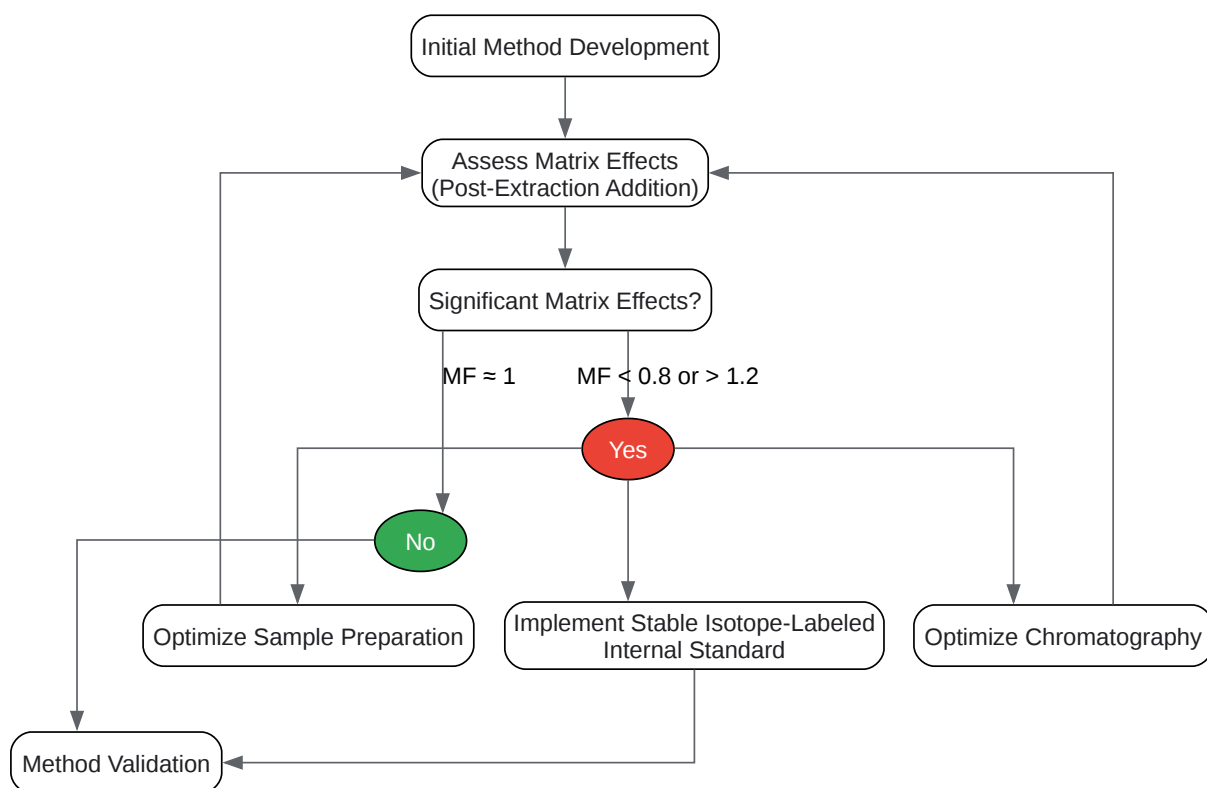 Initial Method Development
Assess Matrix Effects
(Post-Extraction Addition)
Significant Matrix Effects?
MF ≈ 1
MF < 0.8 or > 1.2
Yes
No
Optimize Sample Preparation
Implement Stable Isotope-Labeled
Internal Standard
Optimize Chromatography
Method Validation